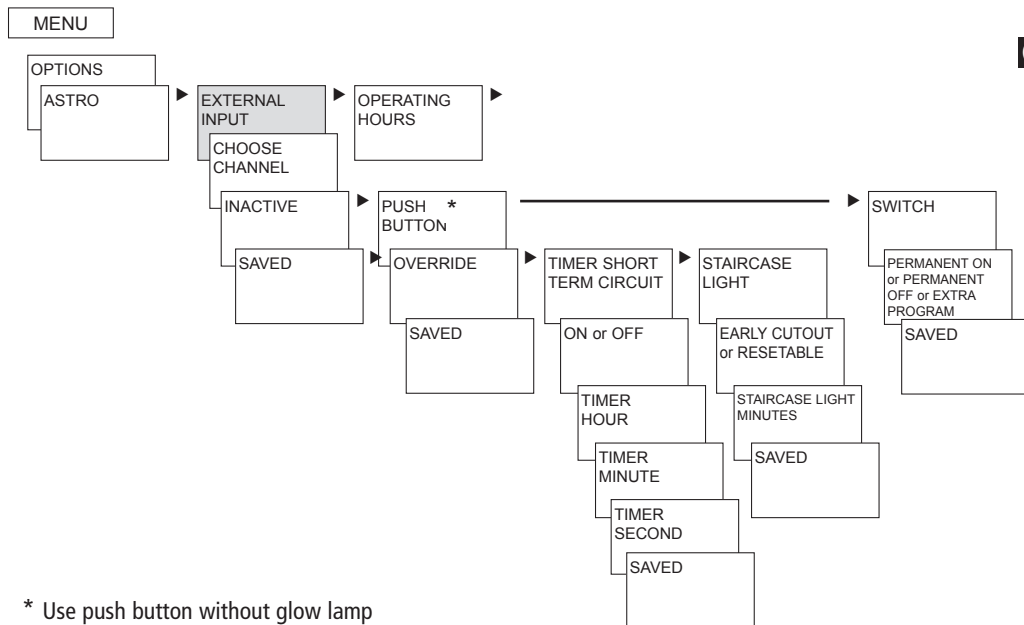 MENU
OPTIONS
ASTRO
EXTERNAL
INPUT
OPERATING
HOURS
CHOOSE
CHANNEL
INACTIVE
PUSH *
BUTTON
SWITCH
SAVED
OVERRIDE
TIMER SHORT
TERM CIRCUIT
STAIRCASE
LIGHT
PERMANENT ON
or PERMANENT
OFF or EXTRA
PROGRAM
SAVED
ON or OFF
EARLY CUTOUT
or RESETABLE
SAVED
TIMER
HOUR
STAIRCASE LIGHT
MINUTES
TIMER
MINUTE
SAVED
TIMER
SECOND
SAVED
* Use push button without glow lamp